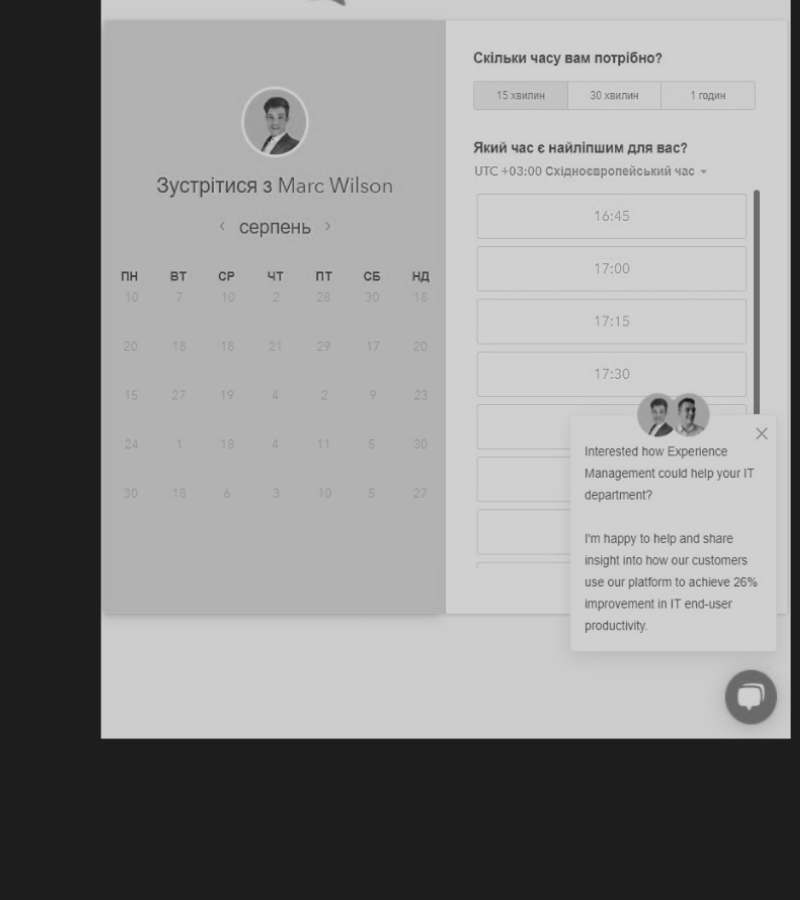 Зустрітися з Marc Wilson
серпень
ПН ВТ СР ЧТ ПТ СБ НД
10 7 10 2 28 30 18
20 18 18 21 29 17 20
15 27 19 4 2 9 23
24 1 18 4 11 5 30
30 18 6 3 10 5 27
Скільки часу вам потрібно?
15 хвилин 30 хвилин 1 годин
Який час є найліпшим для вас?
UTC +03:00 Східноєвропейський час
16:45
17:00
17:15
17:30
Interested how Experience
Management could help your IT
department?
I'm happy to help and share
insight into how our customers
use our platform to achieve 26%
improvement in IT end-user
productivity.